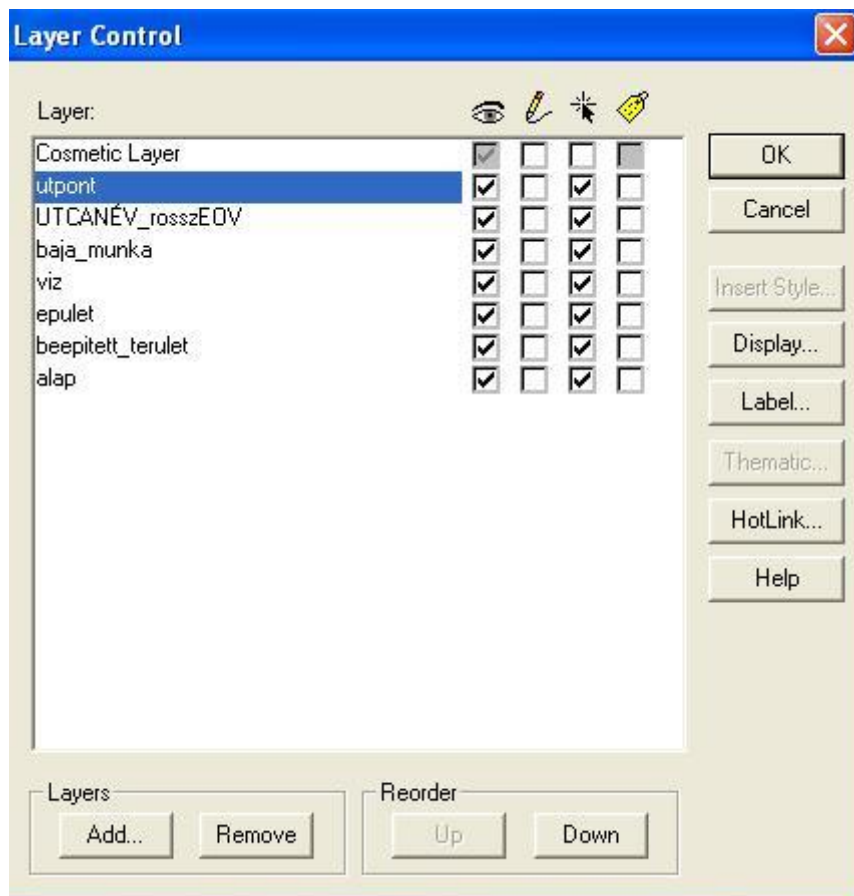 Layer Control
Layer:
Cosmetic Layer
utpont
UTCANÉV_rosszEOV
baja_munka
viz
epulet
beepitett_terulet
alap
OK
Cancel
Insert Style...
Display...
Label...
Thematic...
HotLink...
Help
Layers
Add...
Remove
Reorder
Up
Down